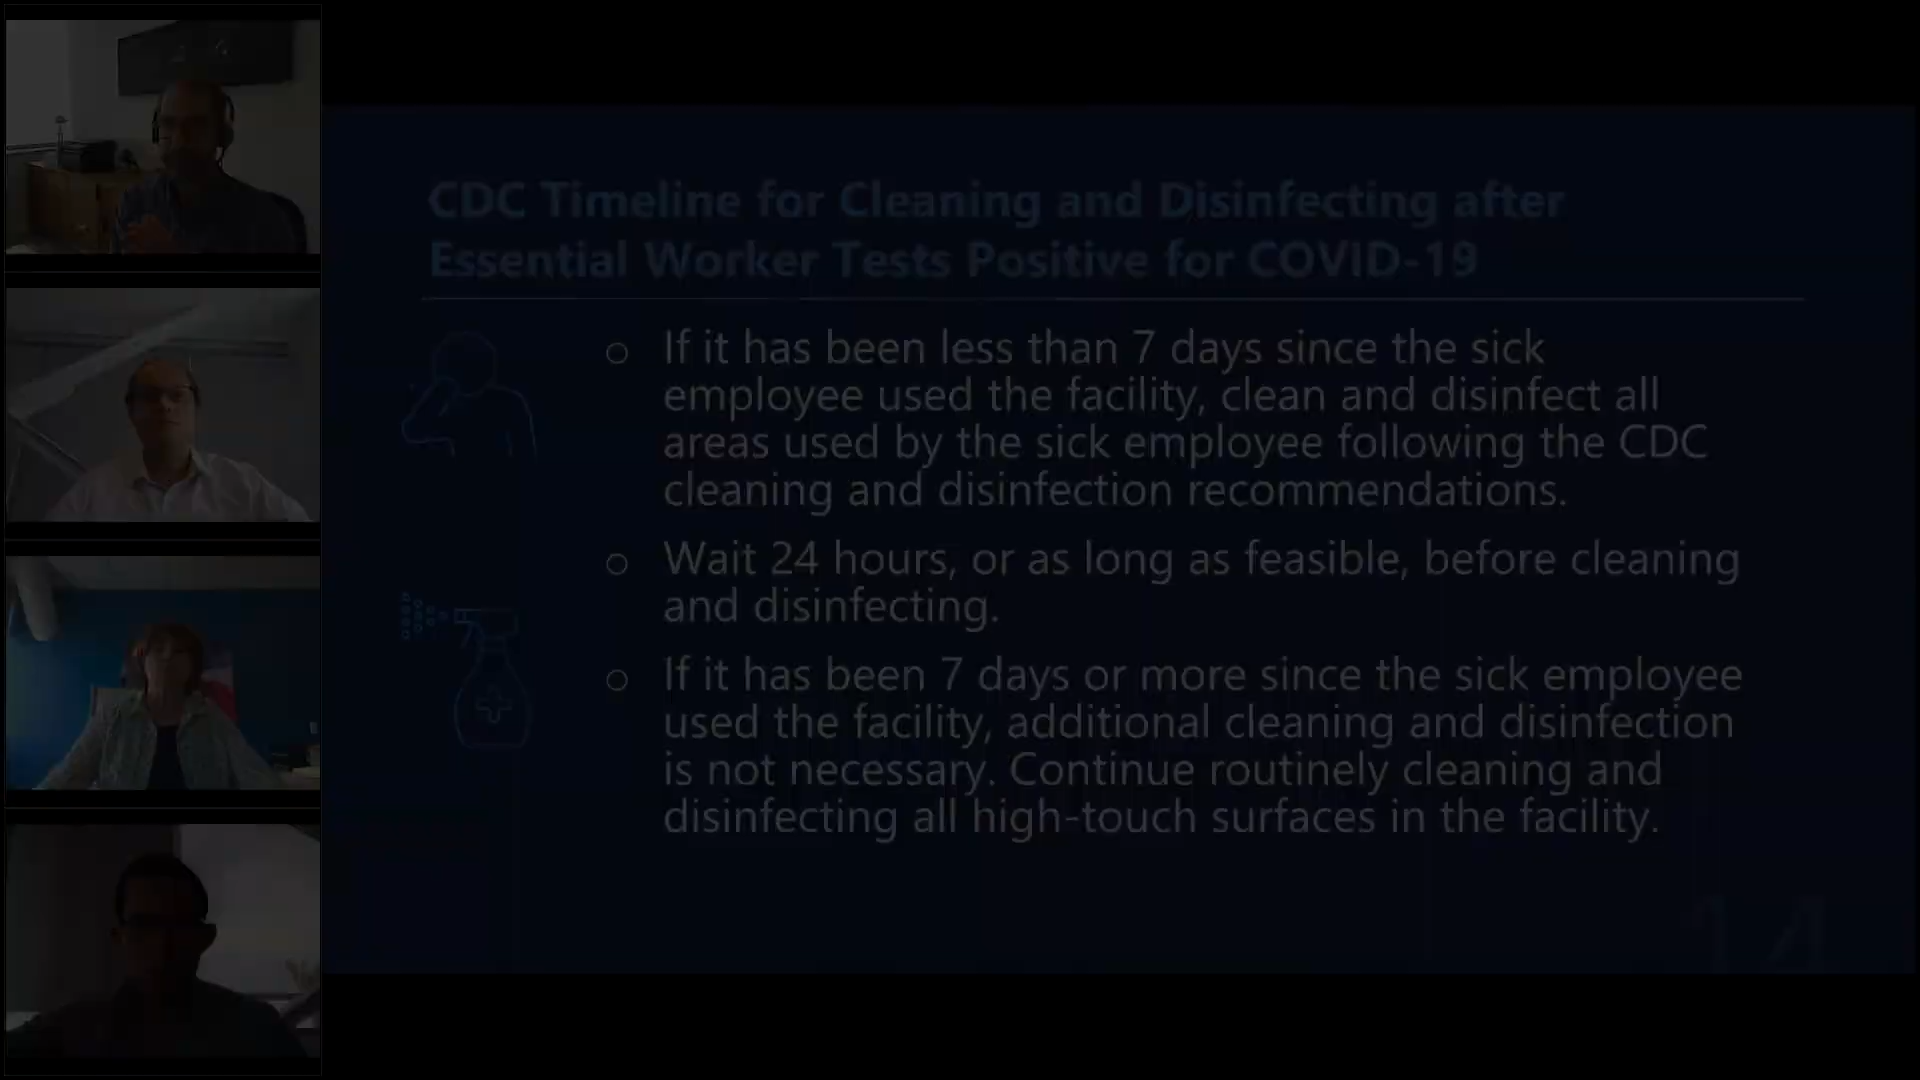 CDC Timeline for Cleaning and Disinfecting after
Essential Worker Tests Positive for COVID-19
○ If it has been less than 7 days since the sick
employee used the facility, clean and disinfect all
areas used by the sick employee following the CDC
cleaning and disinfection recommendations.
○ Wait 24 hours, or as long as feasible, before cleaning
and disinfecting.
○ If it has been 7 days or more since the sick employee
used the facility, additional cleaning and disinfection
is not necessary. Continue routinely cleaning and
disinfecting all high-touch surfaces in the facility.
14